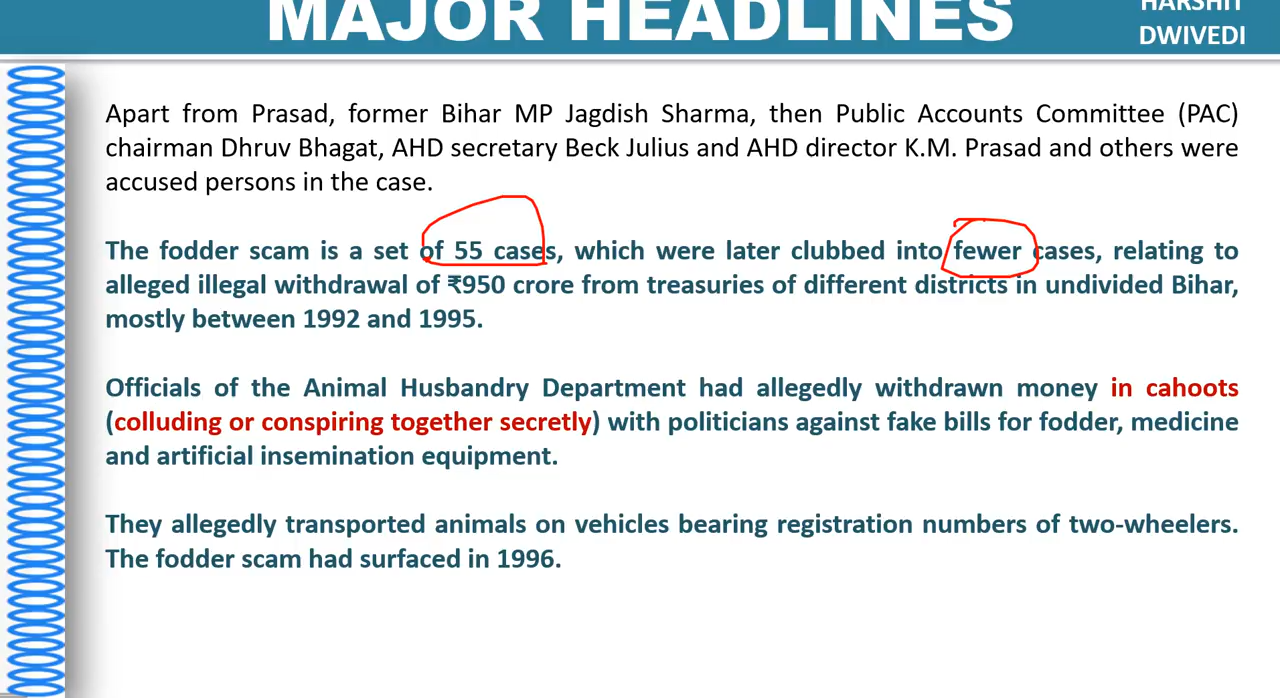 MAJOR HEADLINES
HARSHIT
DWIVEDI
Apart from Prasad, former Bihar MP Jagdish Sharma, then Public Accounts Committee (PAC)
chairman Dhruv Bhagat, AHD secretary Beck Julius and AHD director K.M. Prasad and others were
accused persons in the case.
The fodder scam is a set of 55 cases, which were later clubbed into fewer cases, relating to
alleged illegal withdrawal of ₹950 crore from treasuries of different districts in undivided Bihar,
mostly between 1992 and 1995.
Officials of the Animal Husbandry Department had allegedly withdrawn money in cahoots
(colluding or conspiring together secretly) with politicians against fake bills for fodder, medicine
and artificial insemination equipment.
They allegedly transported animals on vehicles bearing registration numbers of two-wheelers.
The fodder scam had surfaced in 1996.